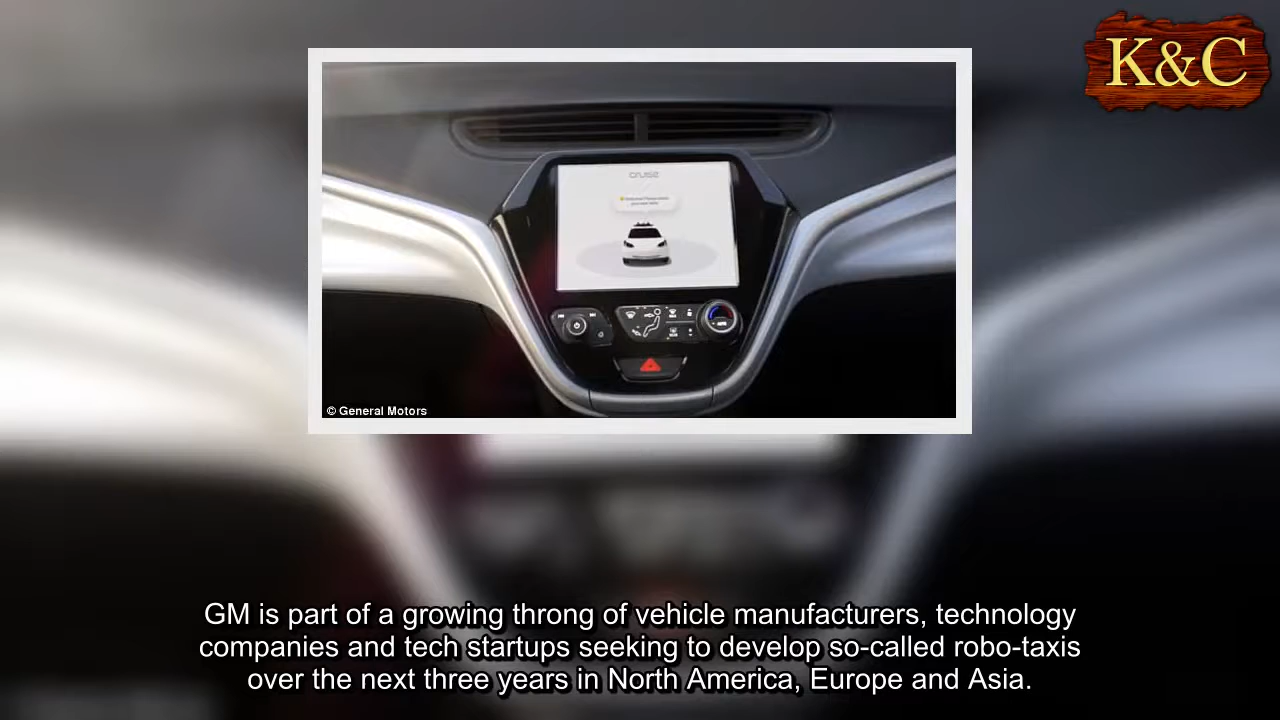 K&C
cruise
© General Motors
GM is part of a growing throng of vehicle manufacturers, technology
companies and tech startups seeking to develop so-called robo-taxis
over the next three years in North America, Europe and Asia.